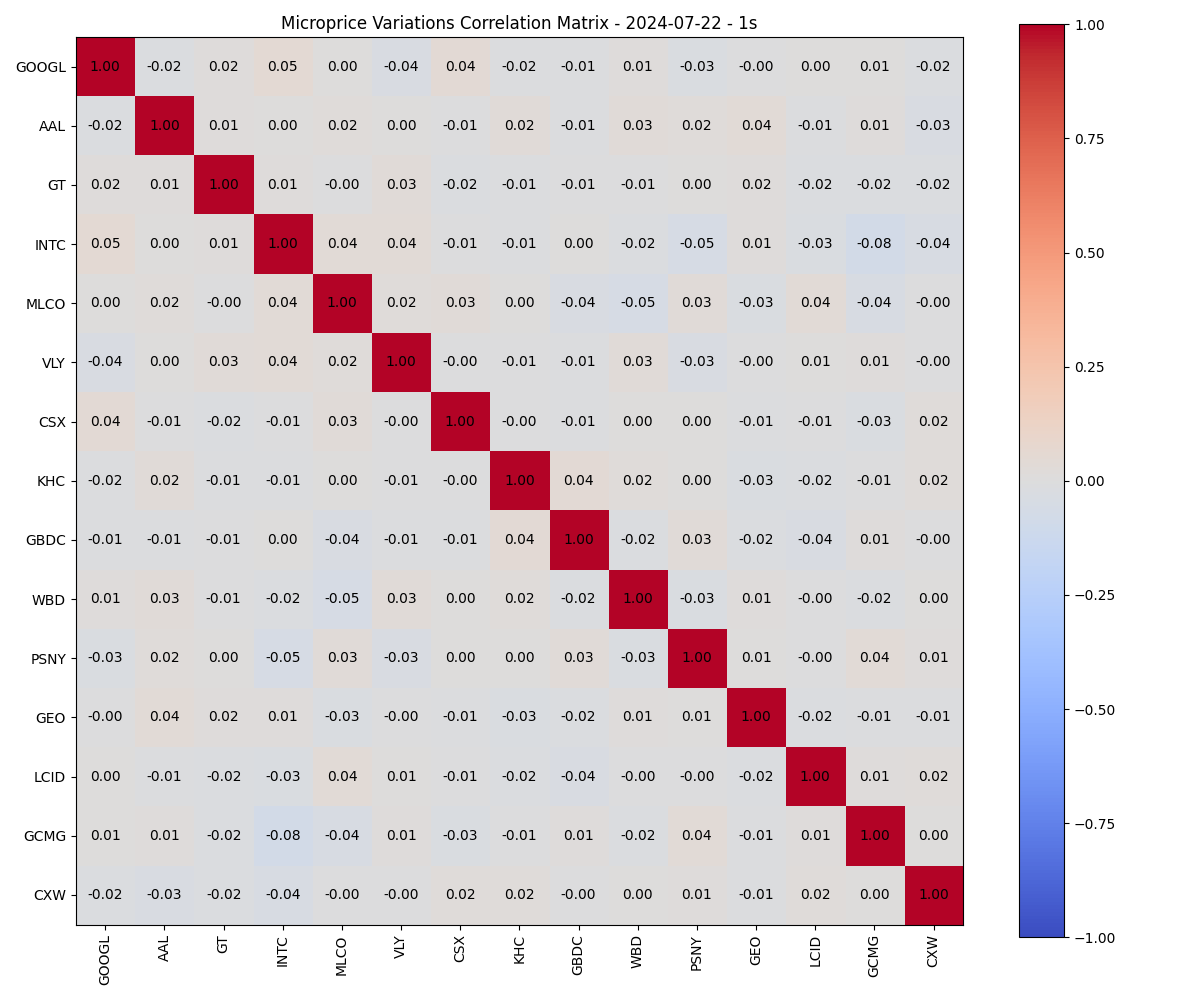 Microprice Variations Correlation Matrix - 2024-07-22 - 1s
GOOGL 1.00 -0.02 0.02 0.05 0.00 -0.04 0.04 -0.02 -0.01 0.01 -0.03 -0.00 0.00 0.01 -0.02
AAL -0.02 1.00 0.01 0.00 0.02 0.00 -0.01 0.02 -0.01 0.03 0.02 0.04 -0.01 0.01 -0.03
GT 0.02 0.01 1.00 0.01 -0.00 0.03 -0.02 -0.01 -0.01 -0.01 0.00 0.02 -0.02 -0.02 -0.02
INTC 0.05 0.00 0.01 1.00 0.04 0.04 -0.01 -0.01 0.00 -0.02 -0.05 0.01 -0.03 -0.08 -0.04
MLCO 0.00 0.02 -0.00 0.04 1.00 0.02 0.03 0.00 -0.04 -0.05 0.03 -0.03 0.04 -0.04 -0.00
VLY -0.04 0.00 0.03 0.04 0.02 1.00 -0.00 -0.01 -0.01 0.03 -0.03 -0.00 0.01 0.01 -0.00
CSX 0.04 -0.01 -0.02 -0.01 0.03 -0.00 1.00 -0.00 -0.01 0.00 0.00 -0.01 -0.01 -0.03 0.02
KHC -0.02 0.02 -0.01 -0.01 0.00 -0.01 -0.00 1.00 0.04 0.02 0.00 -0.03 -0.02 -0.01 0.02
GBDC -0.01 -0.01 -0.01 0.00 -0.04 -0.01 -0.01 0.04 1.00 -0.02 0.03 -0.02 -0.04 0.01 -0.00
WBD 0.01 0.03 -0.01 -0.02 -0.05 0.03 0.00 0.02 -0.02 1.00 -0.03 0.01 -0.00 -0.02 0.00
PSNY -0.03 0.02 0.00 -0.05 0.03 -0.03 0.00 0.00 0.03 -0.03 1.00 0.01 -0.00 0.04 0.01
GEO -0.00 0.04 0.02 0.01 -0.03 -0.00 -0.01 -0.03 -0.02 0.01 0.01 1.00 -0.02 -0.01 -0.01
LCID 0.00 -0.01 -0.02 -0.03 0.04 0.01 -0.01 -0.02 -0.04 -0.00 -0.00 -0.02 1.00 0.01 0.02
GCMG 0.01 0.01 -0.02 -0.08 -0.04 0.01 -0.03 -0.01 0.01 -0.02 0.04 -0.01 0.01 1.00 0.00
CXW -0.02 -0.03 -0.02 -0.04 -0.00 -0.00 0.02 0.02 -0.00 0.00 0.01 -0.01 0.02 0.00 1.00
GOOGL AAL GT INTC MLCO VLY CSX KHC GBDC WBD PSNY GEO LCID GCMG CXW
1.00
0.75
0.50
0.25
0.00
−0.25
−0.50
−0.75
−1.00